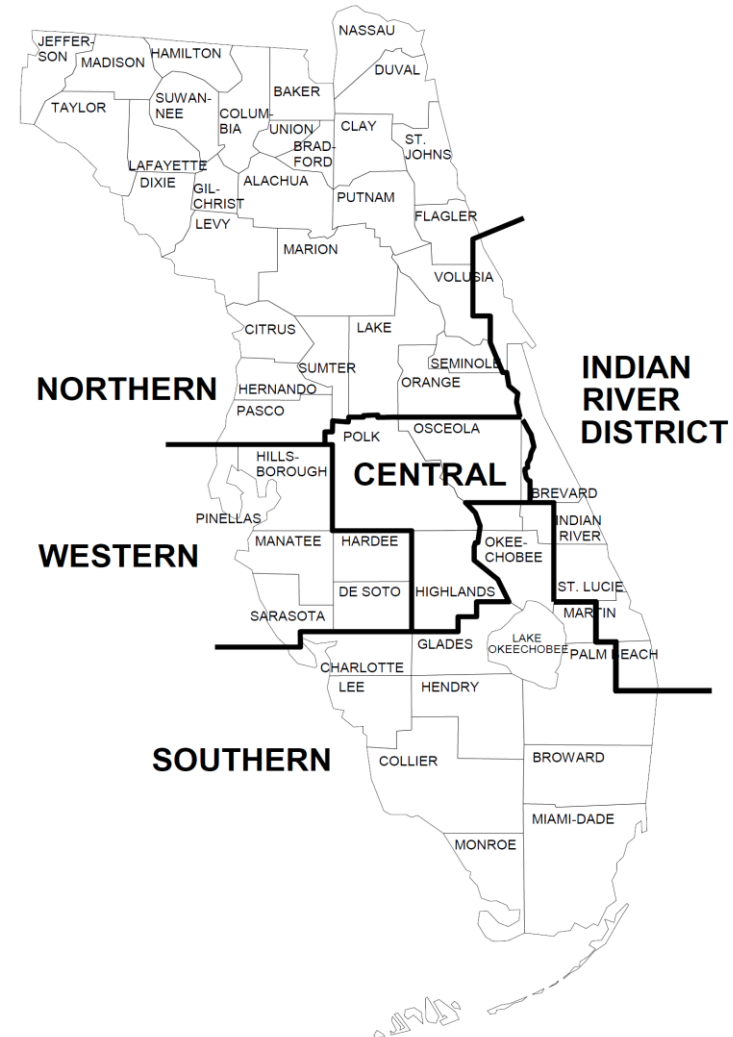 NASSAU
JEFFER-
SON
MADISON
HAMILTON
DUVAL
TAYLOR
SUWAN-
NEE
COLUM-
BIA
BAKER
UNION
BRAD-
FORD
CLAY
ST.
JOHNS
LAFAYETTE
DIXIE
GIL-
CHRIST
ALACHUA
PUTNAM
LEVY
FLAGLER
MARION
VOLUSIA
CITRUS
LAKE
SUMTER
SEMINOLE
ORANGE
HERNANDO
PASCO
NORTHERN
INDIAN
RIVER
DISTRICT
POLK
OSCEOLA
HILLS-
BOROUGH
CENTRAL
BREVARD
PINELLAS
INDIAN
RIVER
WESTERN
MANATEE
HARDEE
OKEE-
CHOBEE
DE SOTO
HIGHLANDS
ST. LUCIE
SARASOTA
MARTIN
GLADES
LAKE
OKEECHOBEE
PALM BEACH
CHARLOTTE
LEE
HENDRY
SOUTHERN
COLLIER
BROWARD
MIAMI-DADE
MONROE